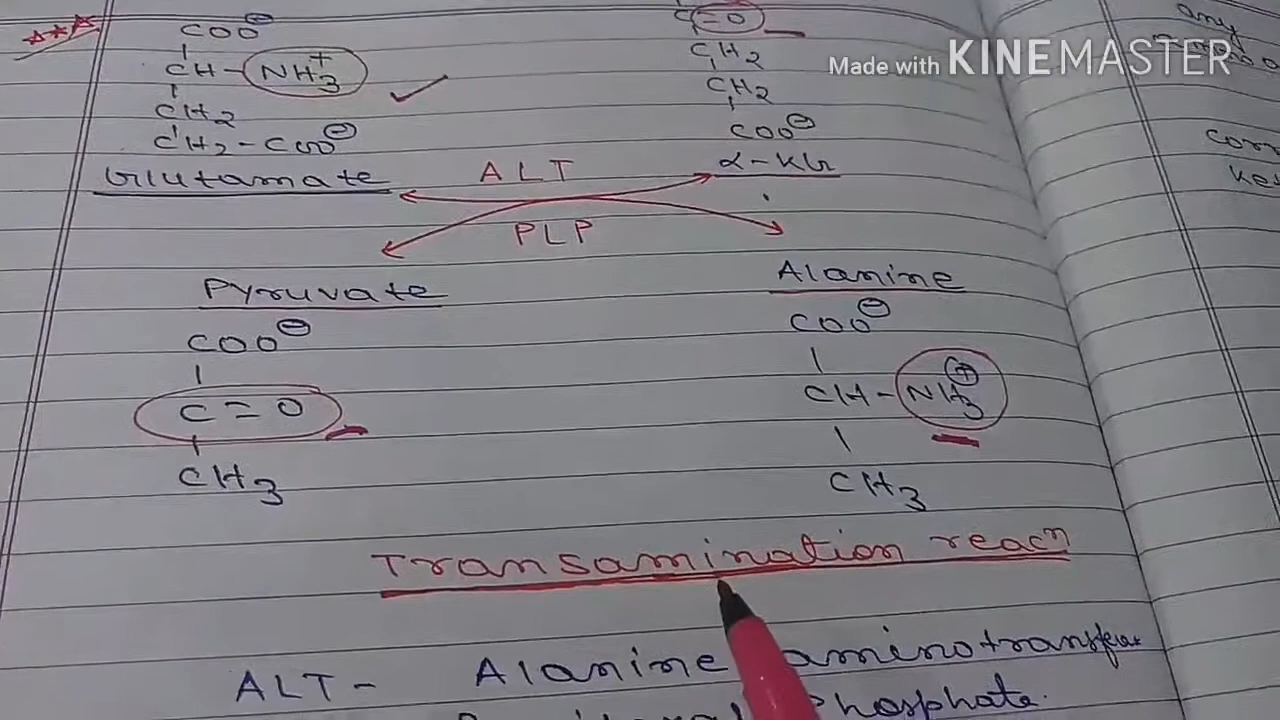 COO⊖
CH-NH3+
CH2
CH2-COO⊖
Glutamate
C=O
CH2
CH2
COO⊖
α-KG
Made with KINEMASTER
any
ALT
PLP
Pyruvate
COO⊖
C=O
CH3
Alanine
COO⊖
CH-NH3⊕
CH3
Transamination reacn
ALT- Alanine aminotransfer
phosphate.